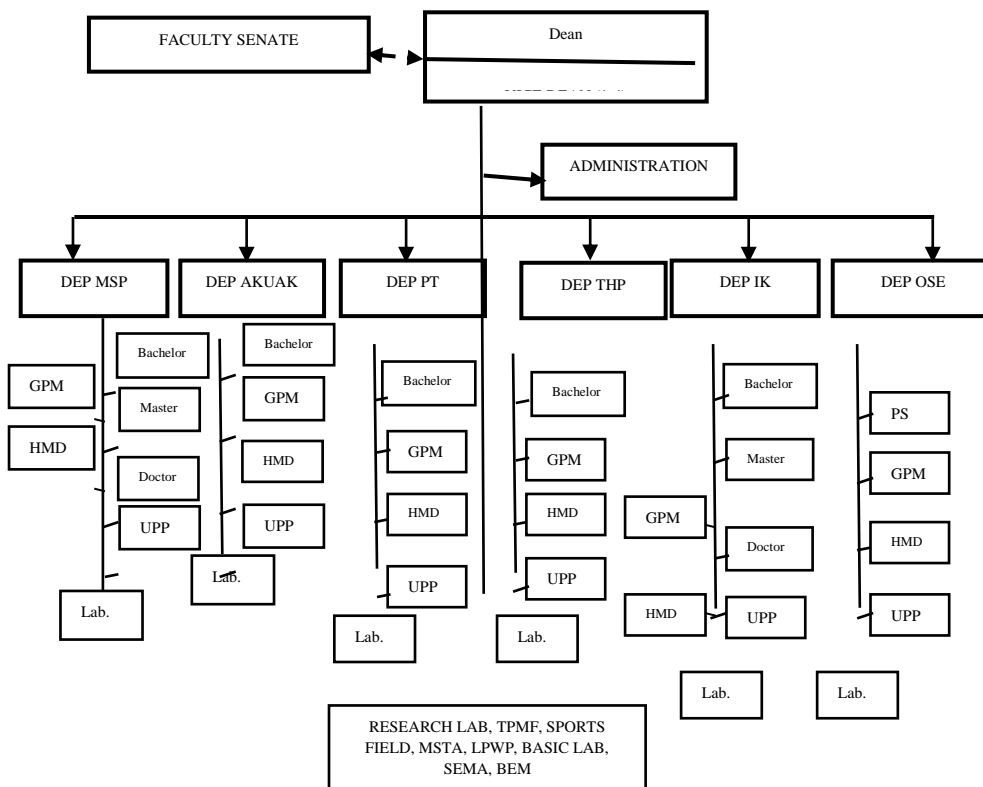 FACULTY SENATE
Dean
ADMINISTRATION
DEP MSP
DEP AKUAK
DEP PT
DEP THP
DEP IK
DEP OSE
Bachelor
GPM
Master
HMD
Doctor
UPP
Lab.
Bachelor
GPM
HMD
UPP
Lab.
Bachelor
GPM
HMD
UPP
Lab.
Bachelor
GPM
HMD
UPP
Lab.
Bachelor
Master
GPM
Doctor
HMD
UPP
Lab.
PS
GPM
HMD
UPP
Lab.
RESEARCH LAB, TPMF, SPORTS
FIELD, MSTA, LPWP, BASIC LAB,
SEMA, BEM